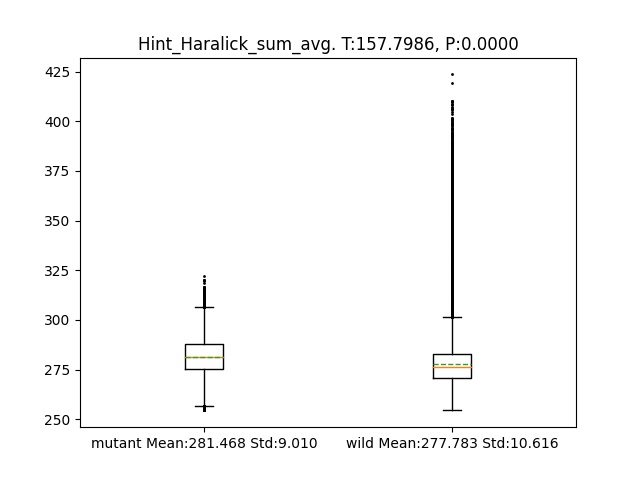 Hint_Haralick_sum_avg. T:157.7986, P:0.0000
425
400
375
350
325
300
275
250
mutant Mean:281.468 Std:9.010
wild Mean:277.783 Std:10.616